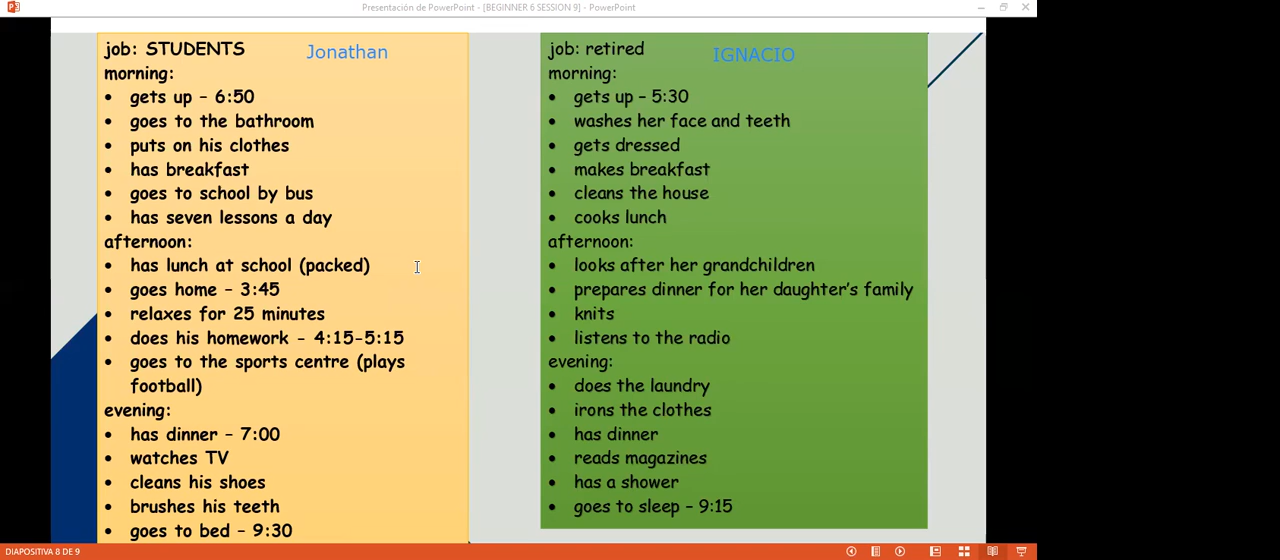 Presentación de PowerPoint - [BEGINNER 6 SESSION 9] - PowerPoint
job: STUDENTS
Jonathan
morning:
• gets up – 6:50
• goes to the bathroom
• puts on his clothes
• has breakfast
• goes to school by bus
• has seven lessons a day
afternoon:
• has lunch at school (packed)
• goes home – 3:45
• relaxes for 25 minutes
• does his homework – 4:15-5:15
• goes to the sports centre (plays
football)
evening:
• has dinner – 7:00
• watches TV
• cleans his shoes
• brushes his teeth
• goes to bed – 9:30
job: retired
IGNACIO
morning:
• gets up – 5:30
• washes her face and teeth
• gets dressed
• makes breakfast
• cleans the house
• cooks lunch
afternoon:
• looks after her grandchildren
• prepares dinner for her daughter's family
• knits
• listens to the radio
evening:
• does the laundry
• irons the clothes
• has dinner
• reads magazines
• has a shower
• goes to sleep – 9:15
DIAPOSITIVA 8 DE 9